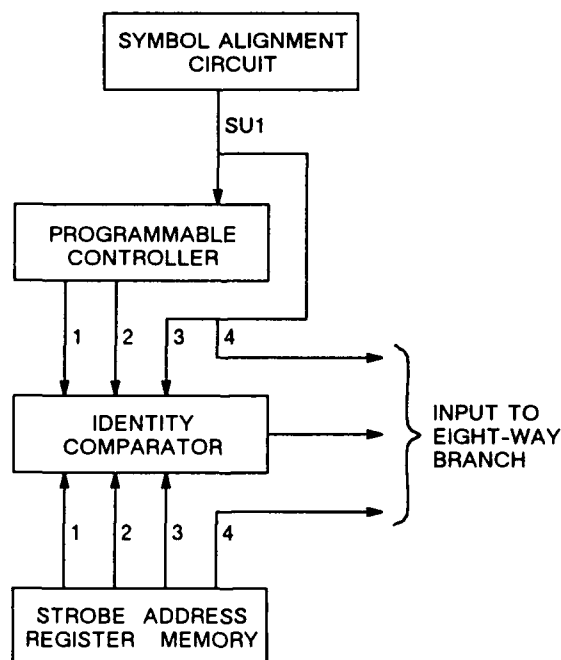 SYMBOL ALIGNMENT
CIRCUIT
SU1
PROGRAMMABLE
CONTROLLER
1 2 3 4
IDENTITY
COMPARATOR
INPUT TO
EIGHT-WAY
BRANCH
1 2 3 4
STROBE ADDRESS
REGISTER MEMORY